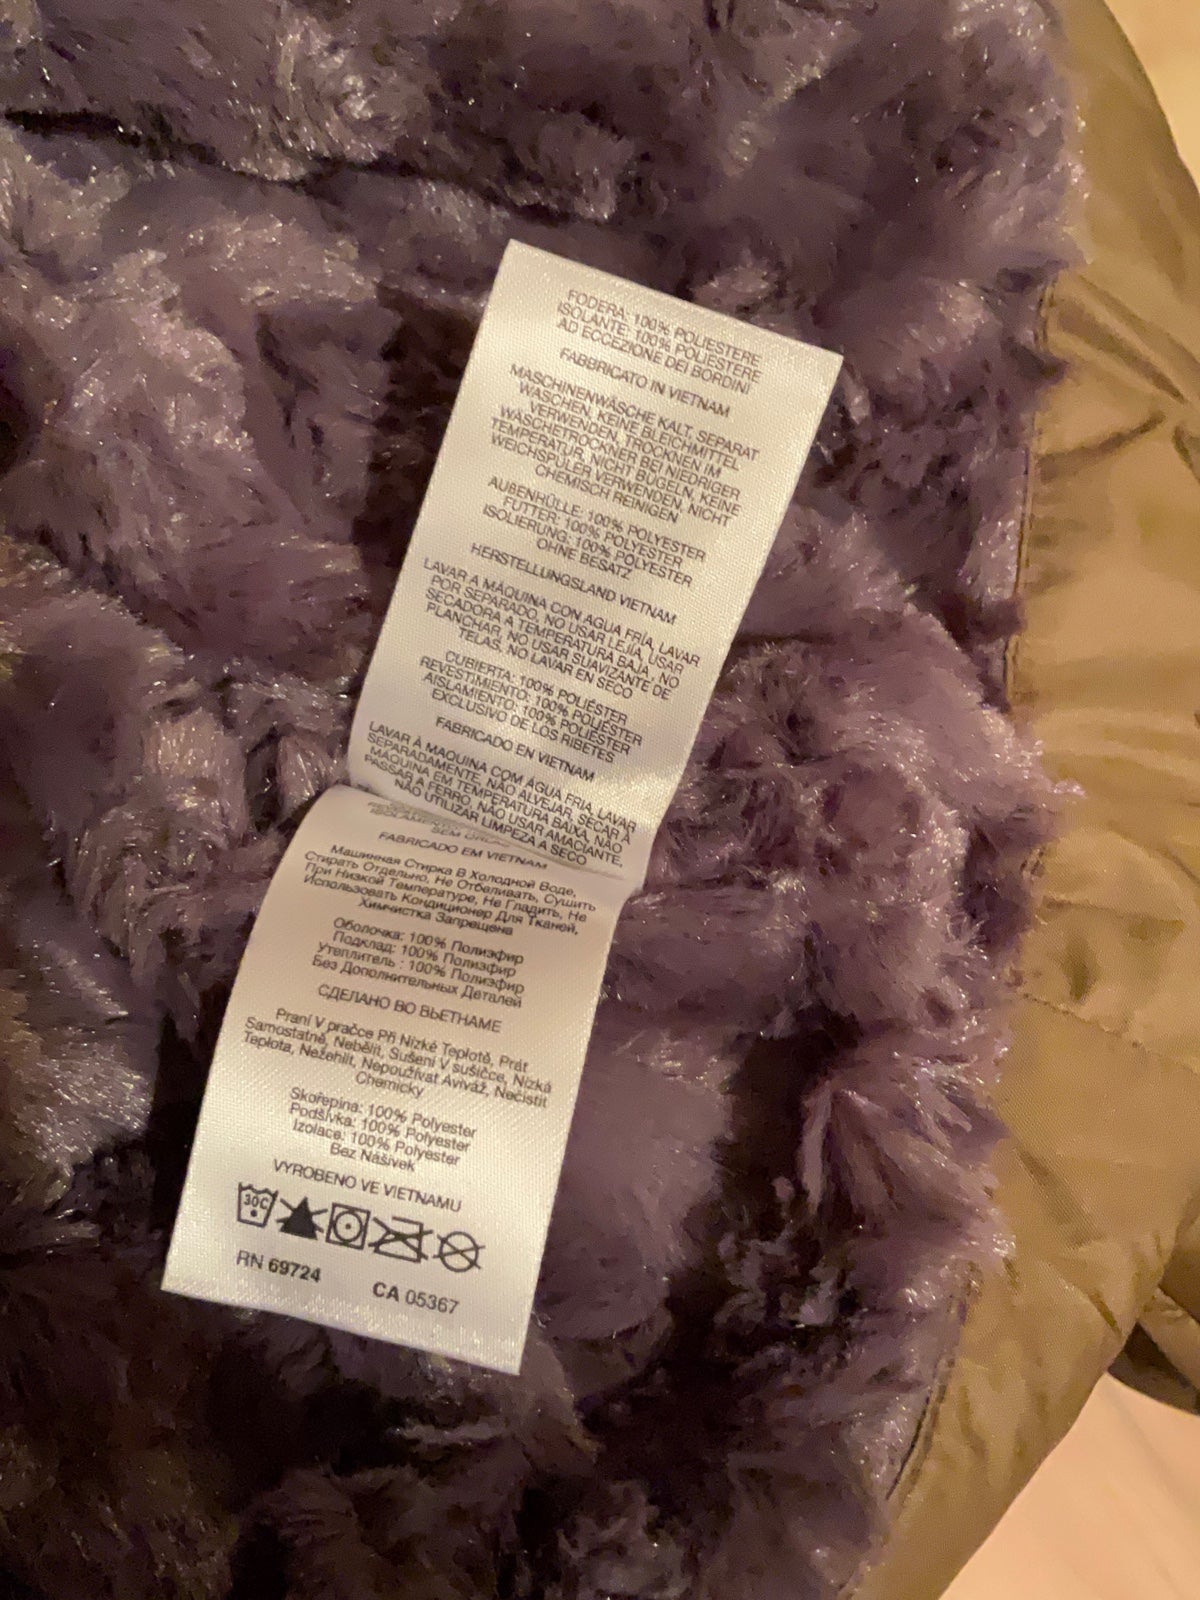 FODERA: 100% POLIESTERE
ISOLANTE: 100% POLIESTERE
AD ECCEZIONE DEI BORDINI
FABBRICATO IN VIETNAM
MASCHINENWÄSCHE KALT, SEPARAT
WASCHEN, KEINE BLEICHMITTEL
VERWENDEN, TROCKNEN IM
WÄSCHETROCKNER BEI NIEDRIGER
TEMPERATUR, NICHT BÜGELN, KEINE
WEICHSPÜLER VERWENDEN, NICHT
CHEMISCH REINIGEN
AUßENHÜLLE: 100% POLYESTER
FUTTER: 100% POLYESTER
ISOLIERUNG: 100% POLYESTER
OHNE BESATZ
HERSTELLUNGSLAND VIETNAM
LAVAR A MÁQUINA CON AGUA FRÍA, LAVAR
POR SEPARADO, NO USAR LEJÍA, USAR
SECADORA A TEMPERATURA BAJA , NO
PLANCHAR, NO USAR SUAVIZANTE DE
TELAS, NO LAVAR EN SECO
CUBIERTA: 100% POLIÉSTER
REVESTIMIENTO: 100% POLIÉSTER
AISLAMIENTO: 100% POLIÉSTER
EXCLUSIVO DE LOS RIBETES
FABRICADO EN VIETNAM
LAVAR À MAQUINA COM ÁGUA FRIA, LAVAR
SEPARADAMENTE, NÃO ALVEJAR, SECAR À
MÁQUINA EM TEMPERATURA BAIXA, NÃO
PASSAR A FERRO, NÃO USAR AMACIANTE,
NÃO UTILIZAR LIMPEZA A SECO
SEM ORLAS
FABRICADO EM VIETNAM
Машинная Стирка В Холодной Воде,
Стирать Отдельно, Не Отбеливать, Сушить
При Низкой Температуре, Не Гладить, Не
Использовать Кондиционер Для Тканей,
Химчистка Запрещена
Оболочка: 100% Полиэфир
Подклад: 100% Полиэфир
Утеплитель : 100% Полиэфир
Без Дополнительных Деталей
СДЕЛАНО ВО ВЬЕТНАМЕ
Praní V pračce Při Nízké Teplotě, Prát
Samostatně, Nebělit, Sušení V sušičce, Nízká
Teplota, Nežehlit, Nepoužívat Aviváž, Nečistit
Chemicky
Skořepina: 100% Polyester
Podšívka: 100% Polyester
Izolace: 100% Polyester
Bez Nášivek
VYROBENO VE VIETNAMU
30C
RN 69724 CA 05367